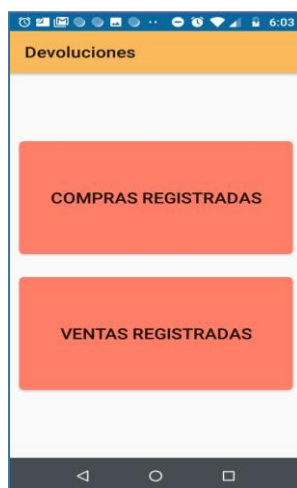 6:03
Devoluciones
COMPRAS REGISTRADAS
VENTAS REGISTRADAS